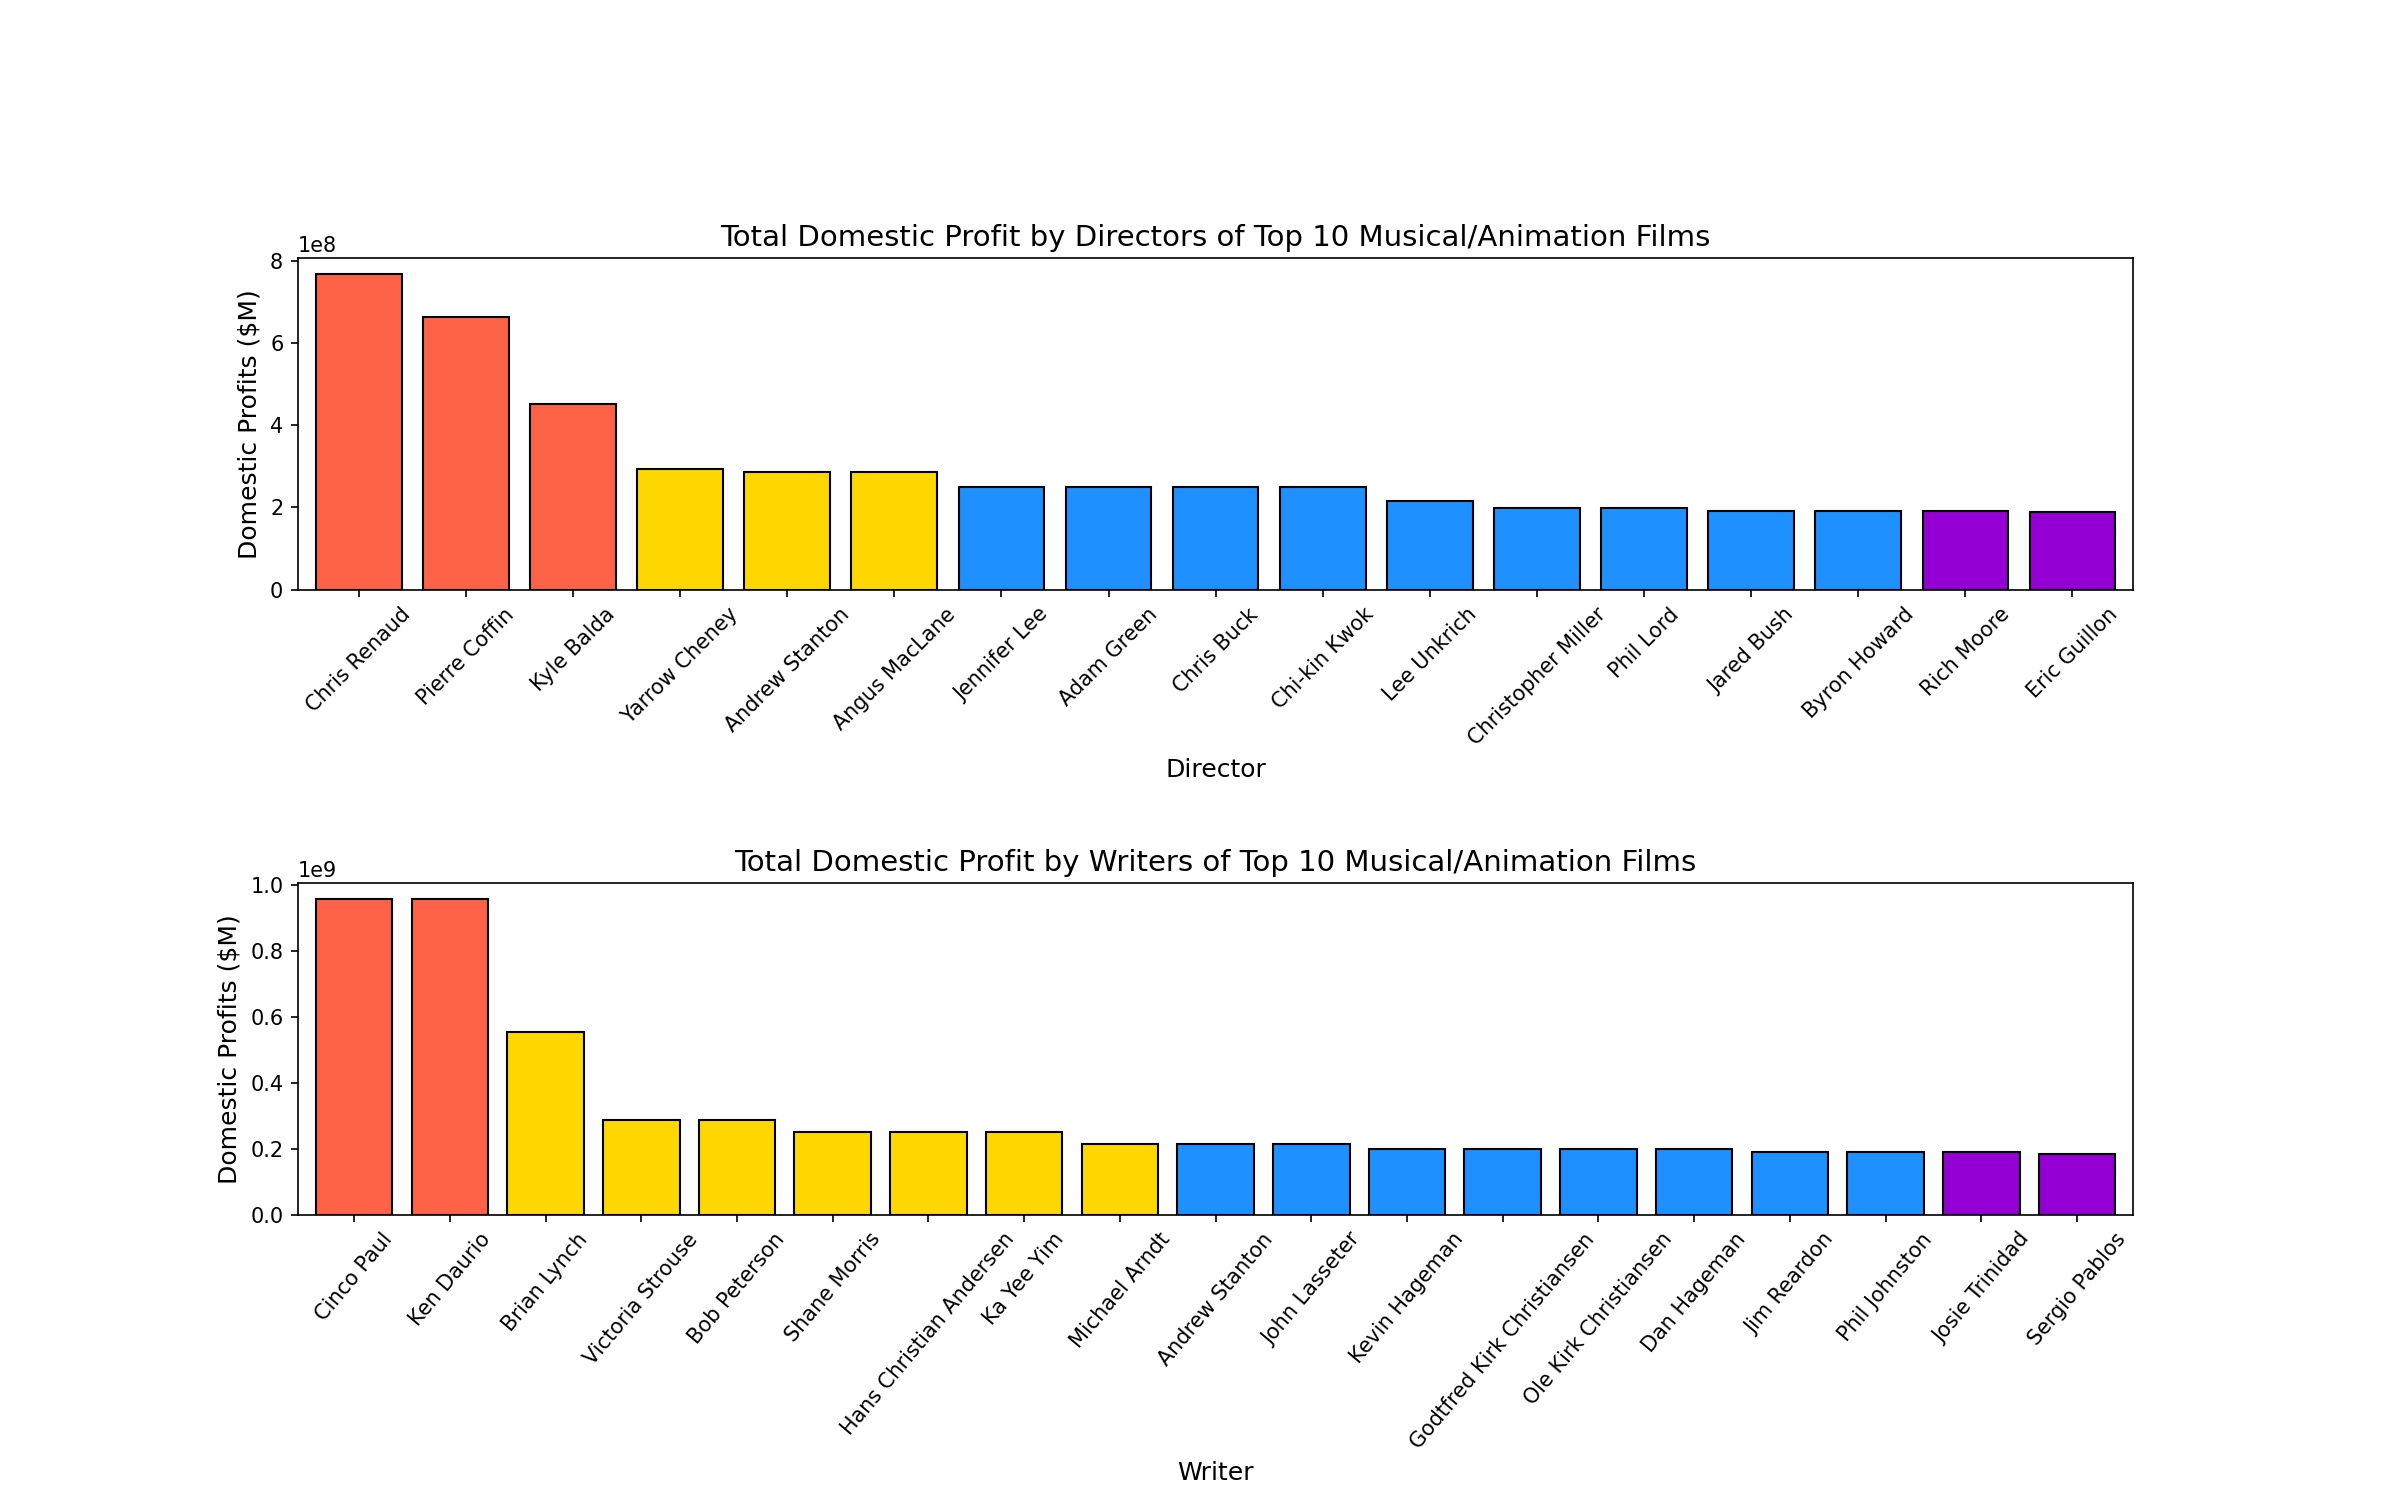 Total Domestic Profit by Directors of Top 10 Musical/Animation Films
1e8
8
6
4
2
0
Domestic Profits ($M)
Chris Renaud
Pierre Coffin
Kyle Balda
Yarrow Cheney
Andrew Stanton
Angus MacLane
Jennifer Lee
Adam Green
Chris Buck
Chi-kin Kwok
Lee Unkrich
Christopher Miller
Phil Lord
Jared Bush
Byron Howard
Rich Moore
Eric Guillon
Director
Total Domestic Profit by Writers of Top 10 Musical/Animation Films
1e9
1.0
0.8
0.6
0.4
0.2
0.0
Domestic Profits ($M)
Cinco Paul
Ken Daurio
Brian Lynch
Victoria Strouse
Bob Peterson
Shane Morris
Hans Christian Andersen
Ka Yee Yim
Michael Arndt
Andrew Stanton
John Lasseter
Kevin Hageman
Godtfred Kirk Christiansen
Ole Kirk Christiansen
Dan Hageman
Jim Reardon
Phil Johnston
Josie Trinidad
Sergio Pablos
Writer